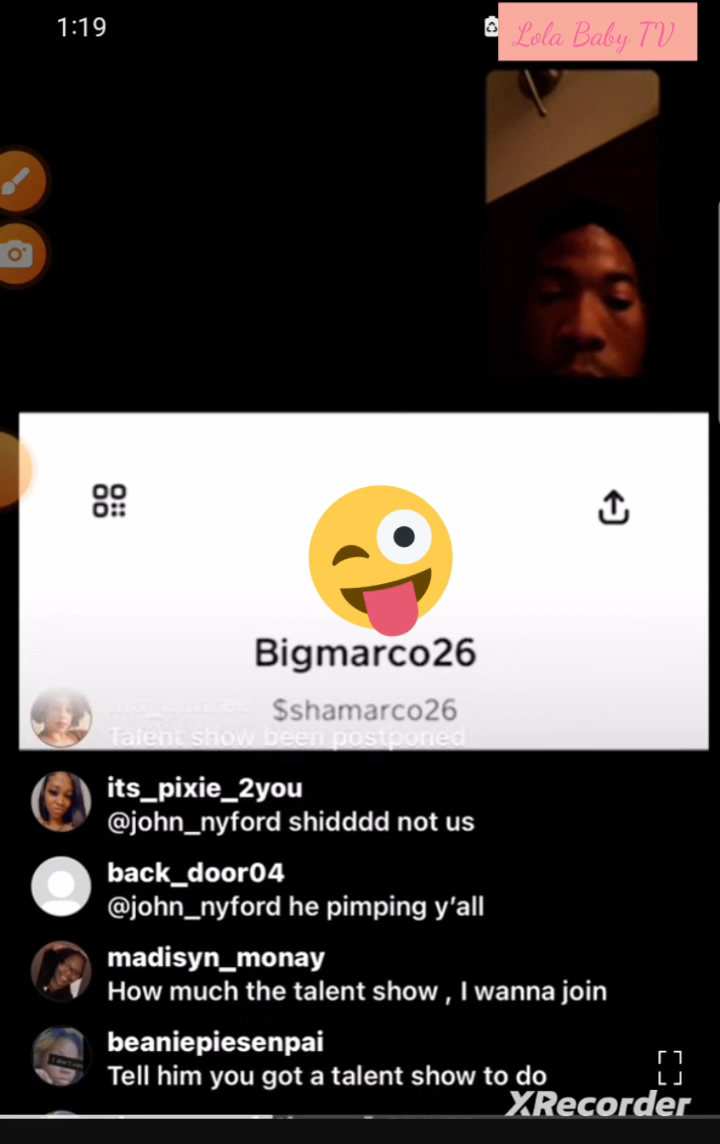 1:19
Lola Baby TV
Bigmarco26
$shamarco26
Talent show been postponed
its_pixie_2you
@john_nyford shidddd not us
back_door04
@john_nyford he pimping y’all
madisyn_monay
How much the talent show , I wanna join
beaniepiesenpai
Tell him you got a talent show to do
XRecorder